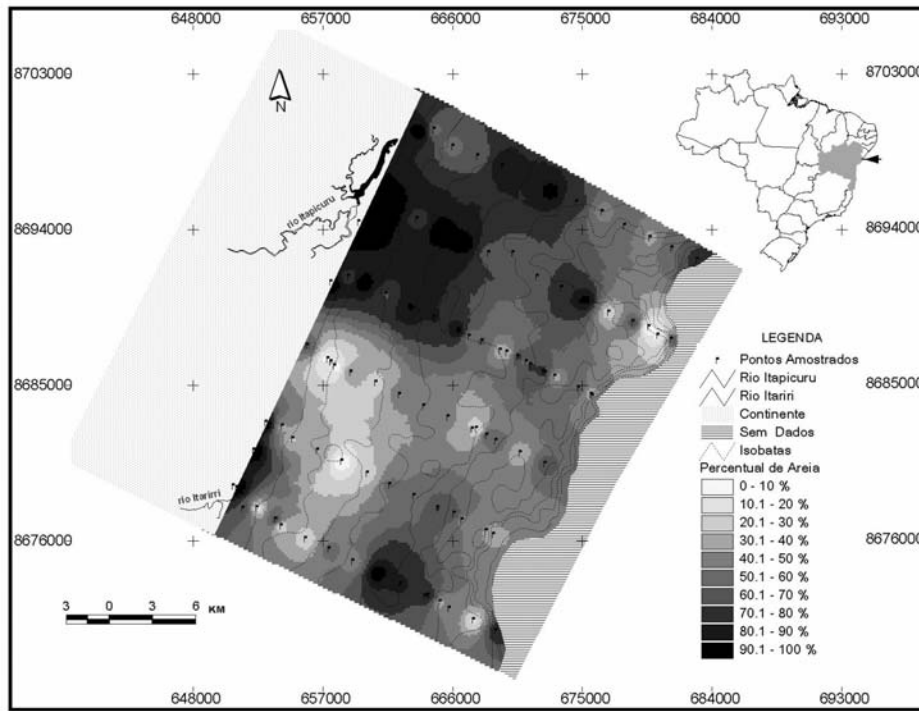 648000 657000 666000 675000 684000 693000
8703000 8703000
N
rio Itapicuru
8694000 8694000
8685000
8676000 8676000
rio Itarirri
3 0 3 6 KM
LEGENDA
Pontos Amostrados
Rio Itapicuru
Rio Itariri
Continente
Sem Dados
Isobatas
Percentual de Areia
0 - 10 %
10.1 - 20 %
20.1 - 30 %
30.1 - 40 %
40.1 - 50 %
50.1 - 60 %
60.1 - 70 %
70.1 - 80 %
80.1 - 90 %
90.1 - 100 %
648000 657000 666000 675000 684000 693000